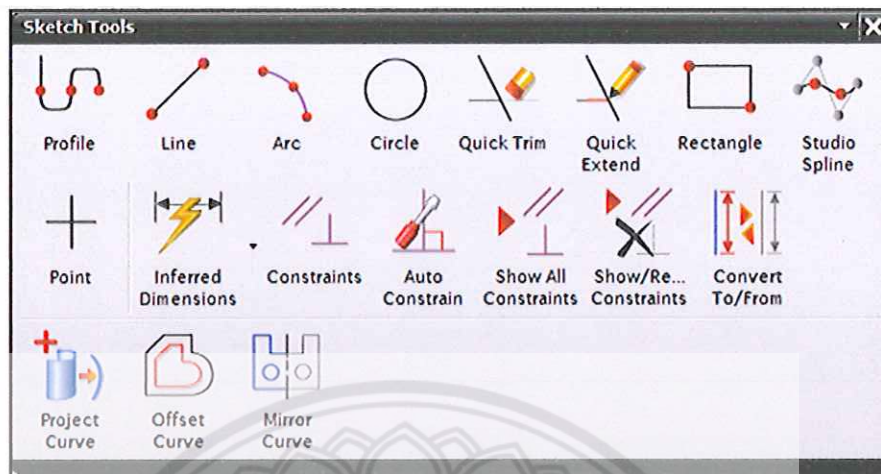 Sketch Tools
Profile Line Arc Circle Quick Trim Quick Extend Rectangle Studio Spline
Point Inferred Dimensions Constraints Auto Constrain Show All Constraints Show/Re... Constraints Convert To/From
Project Curve Offset Curve Mirror Curve